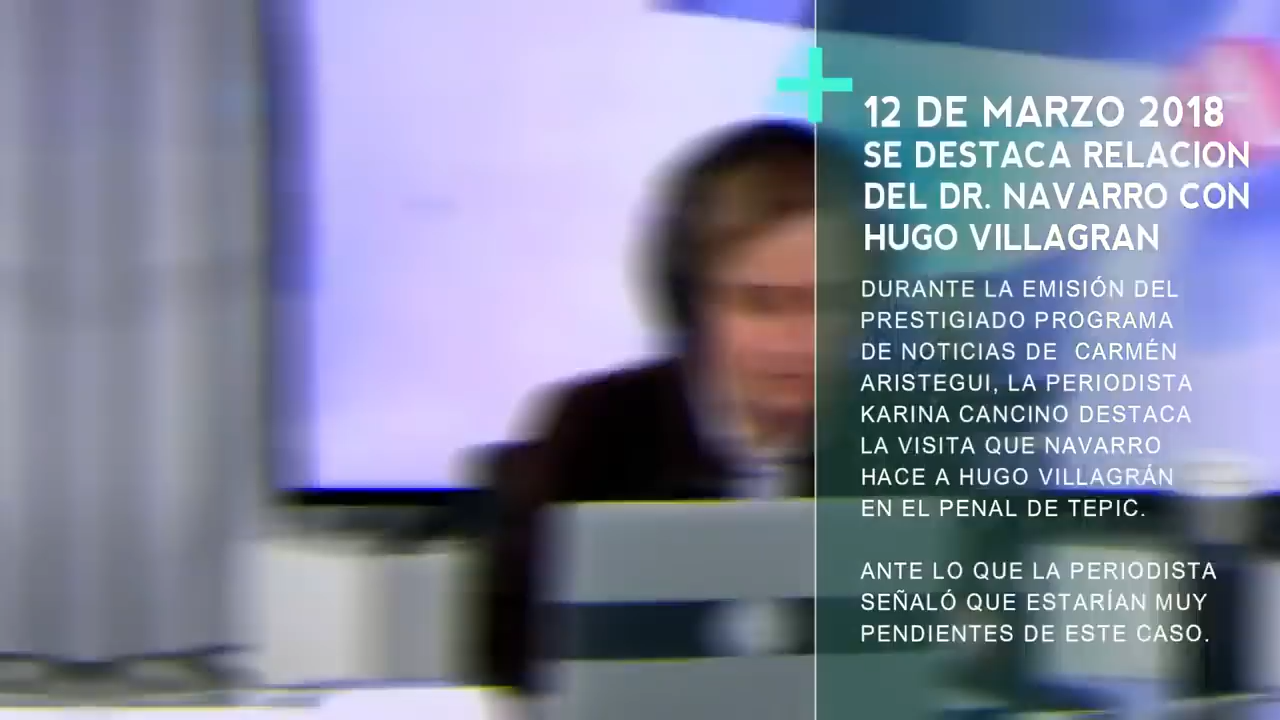 12 DE MARZO 2018
SE DESTACA RELACION
DEL DR. NAVARRO CON
HUGO VILLAGRAN
DURANTE LA EMISIÓN DEL
PRESTIGIADO PROGRAMA
DE NOTICIAS DE CARMÉN
ARISTEGUI, LA PERIODISTA
KARINA CANCINO DESTACA
LA VISITA QUE NAVARRO
HACE A HUGO VILLAGRÁN
EN EL PENAL DE TEPIC.
ANTE LO QUE LA PERIODISTA
SEÑALÓ QUE ESTARÍAN MUY
PENDIENTES DE ESTE CASO.